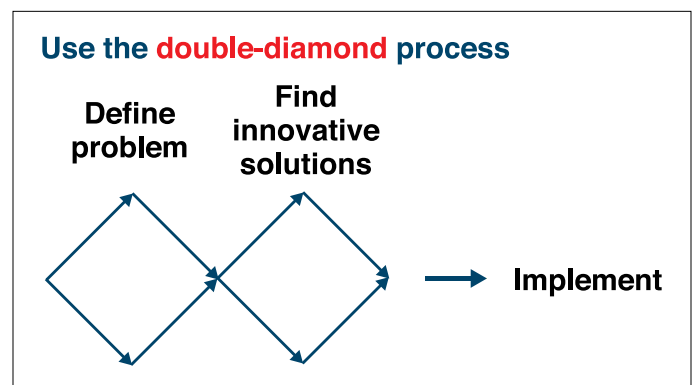 Use the double-diamond process
Define
problem
Find
innovative
solutions
Implement